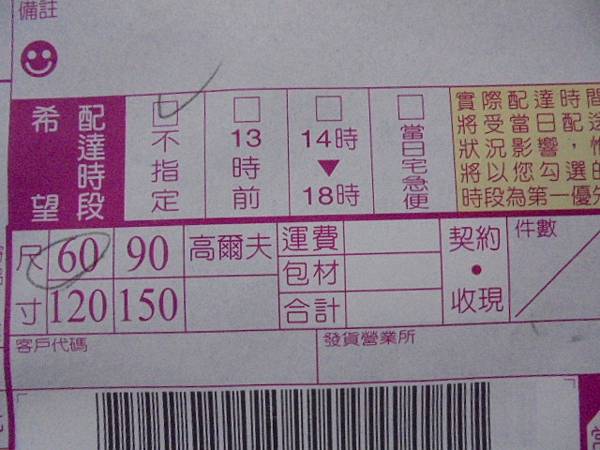 備註
希望
配達時段
不指定
13時前
14時▼18時
當日宅急便
實際配達時間
將受當日配送
狀況影響，惟
將以您勾選的
時段為第一優先
尺寸
60 90 高爾夫
120 150
運費
包材
合計
契約・收現
件數
客戶代碼
發貨營業所